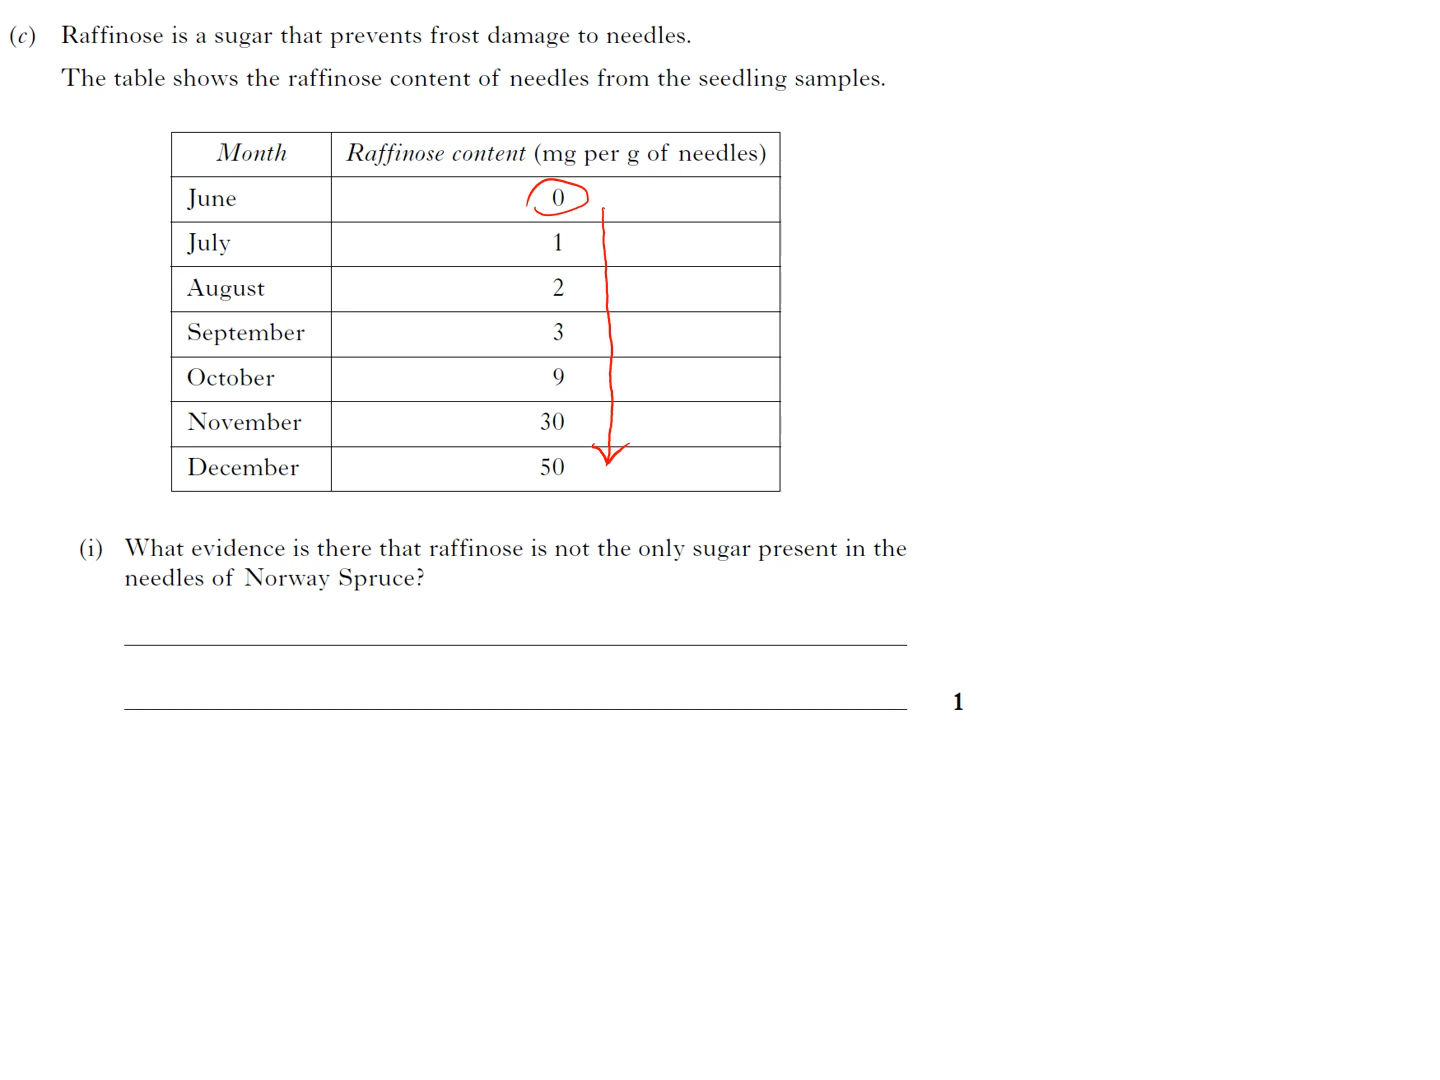 (c) Raffinose is a sugar that prevents frost damage to needles.
The table shows the raffinose content of needles from the seedling samples.
Month Raffinose content (mg per g of needles)
June 0
July 1
August 2
September 3
October 9
November 30
December 50
(i) What evidence is there that raffinose is not the only sugar present in the
needles of Norway Spruce?
1